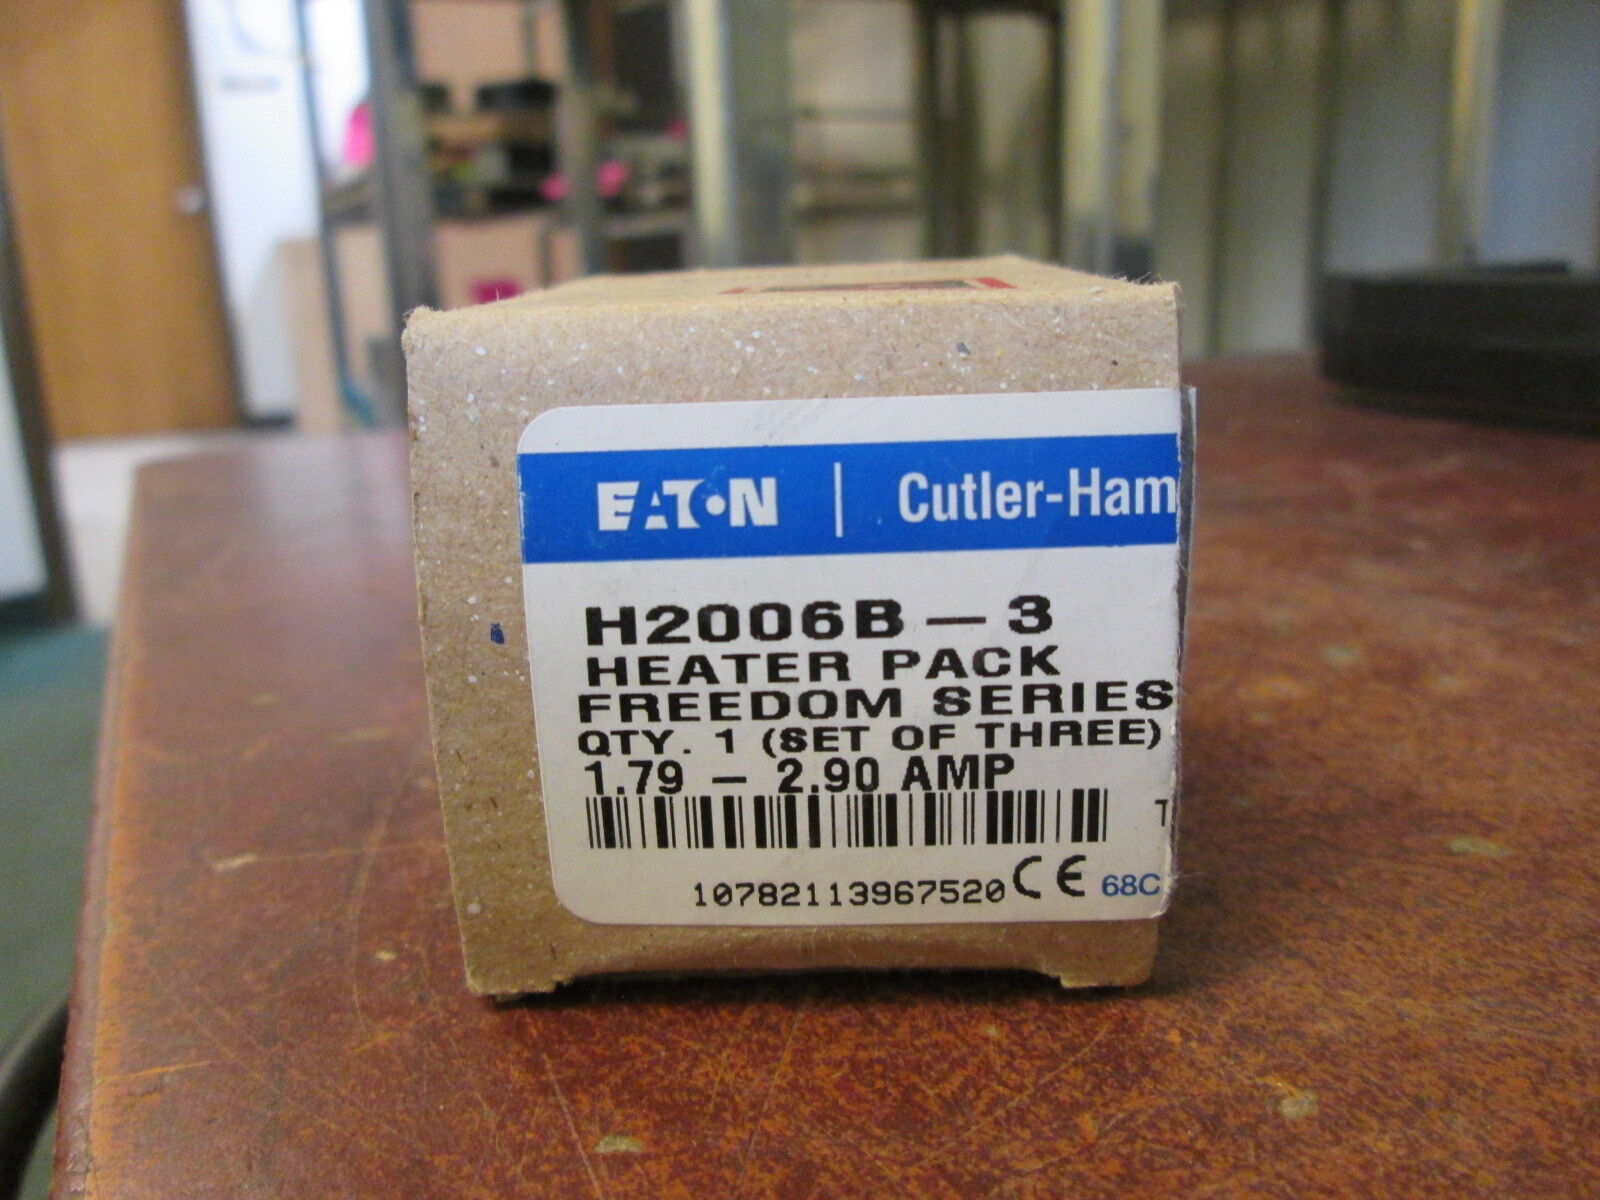 EATON | Cutler-Ham
H2006B - 3
HEATER PACK
FREEDOM SERIES
QTY. 1 (SET OF THREE)
1.79 - 2.90 AMP
T
10782113967520 CE 68C